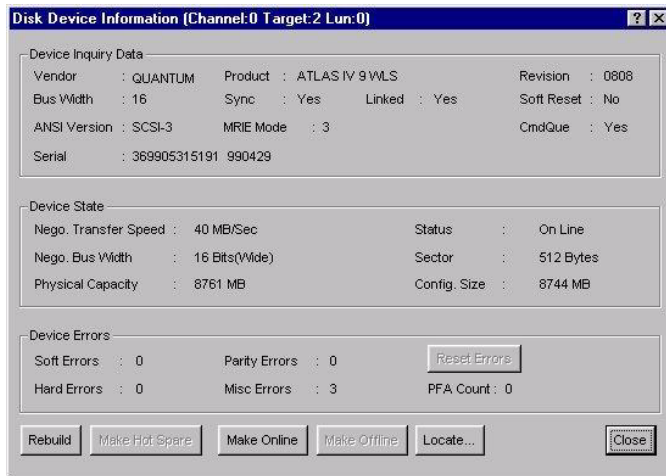 Disk Device Information (Channel:0 Target:2 Lun:0)
Device Inquiry Data
Vendor : QUANTUM Product : ATLAS IV 9 WLS Revision : 0808
Bus Width : 16 Sync : Yes Linked : Yes Soft Reset : No
ANSI Version : SCSI-3 MRIE Mode : 3 CmdQue : Yes
Serial : 369905315191 990429
Device State
Nego. Transfer Speed : 40 MB/Sec Status : On Line
Nego. Bus Width : 16 Bits(Wide) Sector : 512 Bytes
Physical Capacity : 8761 MB Config. Size : 8744 MB
Device Errors
Soft Errors : 0 Parity Errors : 0 Reset Errors
Hard Errors : 0 Misc Errors : 3 PFA Count : 0
Rebuild Make Hot Spare Make Online Make Offline Locate... Close